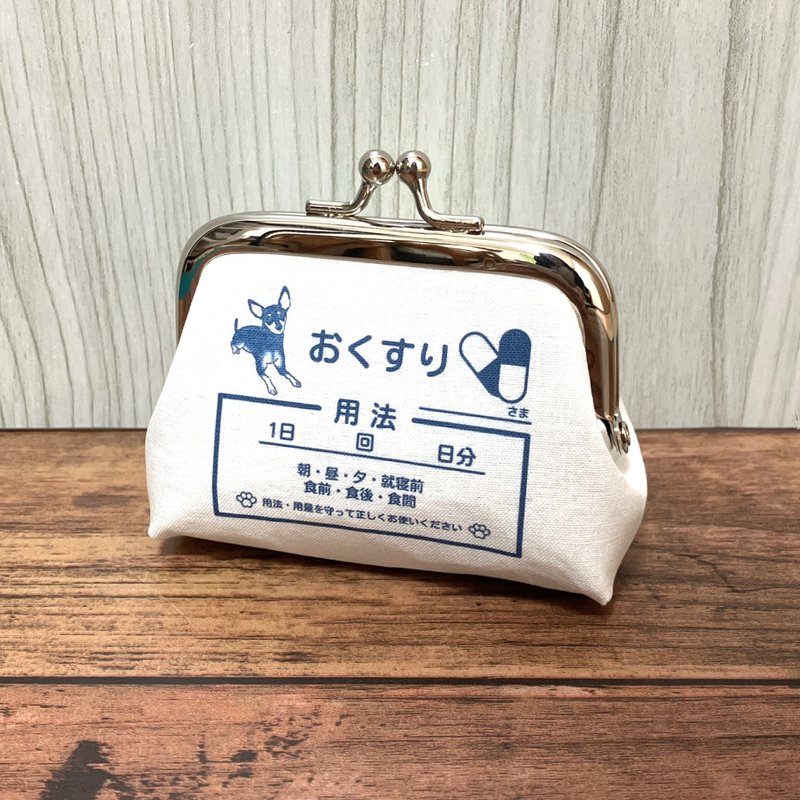 おくすり
さま
用法
1日 回 日分
朝・昼・夕・就寝前
食前・食後・食間
用法・用量を守って正しくお使いください